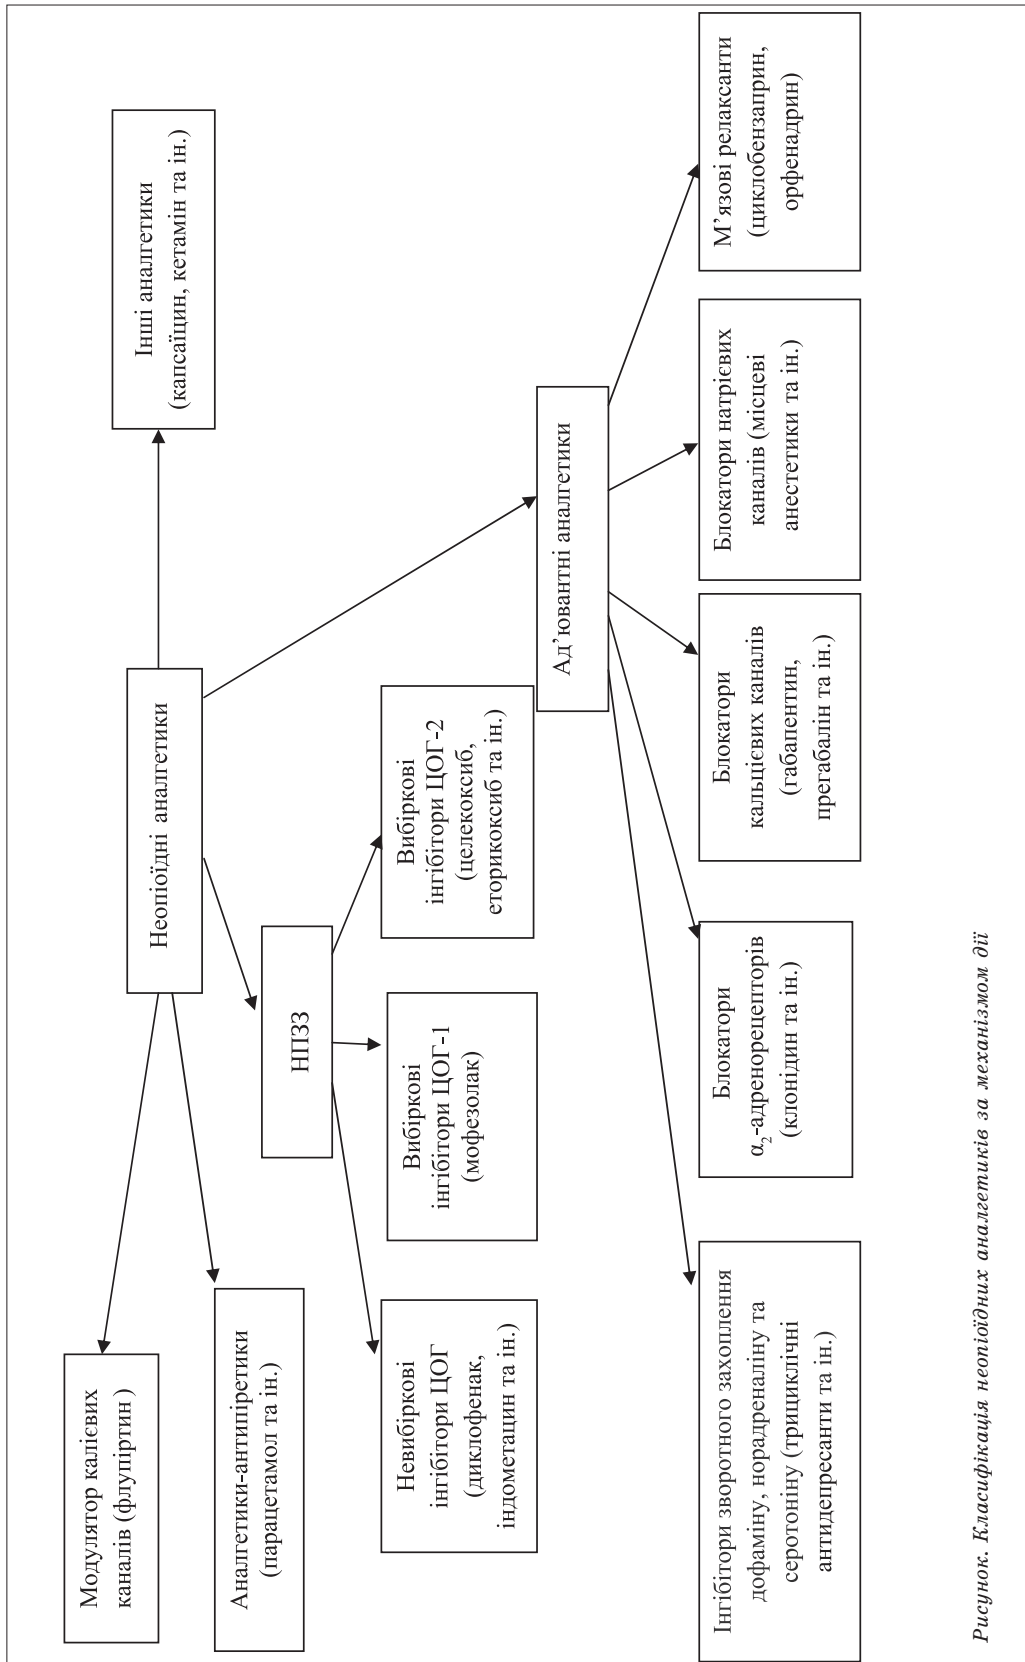 Модулятор калієвих
каналів (флупіртин)
Неопіоїдні аналгетики
Інші аналгетики
(капсаїцин, кетамін та ін.)
Аналгетики-антипіретики
(парацетамол та ін.)
НПЗЗ
Невибіркові
інгібітори ЦОГ
(диклофенак,
індометацин та ін.)
Вибіркові
інгібітори ЦОГ-1
(мофезолак)
Вибіркові
інгібітори ЦОГ-2
(целекоксиб,
еторикоксиб та ін.)
Ад’ювантні аналгетики
Інгібітори зворотного захоплення
дофаміну, норадреналіну та
серотоніну (трициклічні
антидепресанти та ін.)
Блокатори
α₂-адренорецепторів
(клонідин та ін.)
Блокатори
кальцієвих каналів
(габапентин,
прегабалін та ін.)
Блокатори натрієвих
каналів (місцеві
анестетики та ін.)
М’язові релаксанти
(циклобензаприн,
орфенадрин)
Рисунок. Класифікація неопіоїдних аналгетиків за механізмом дії